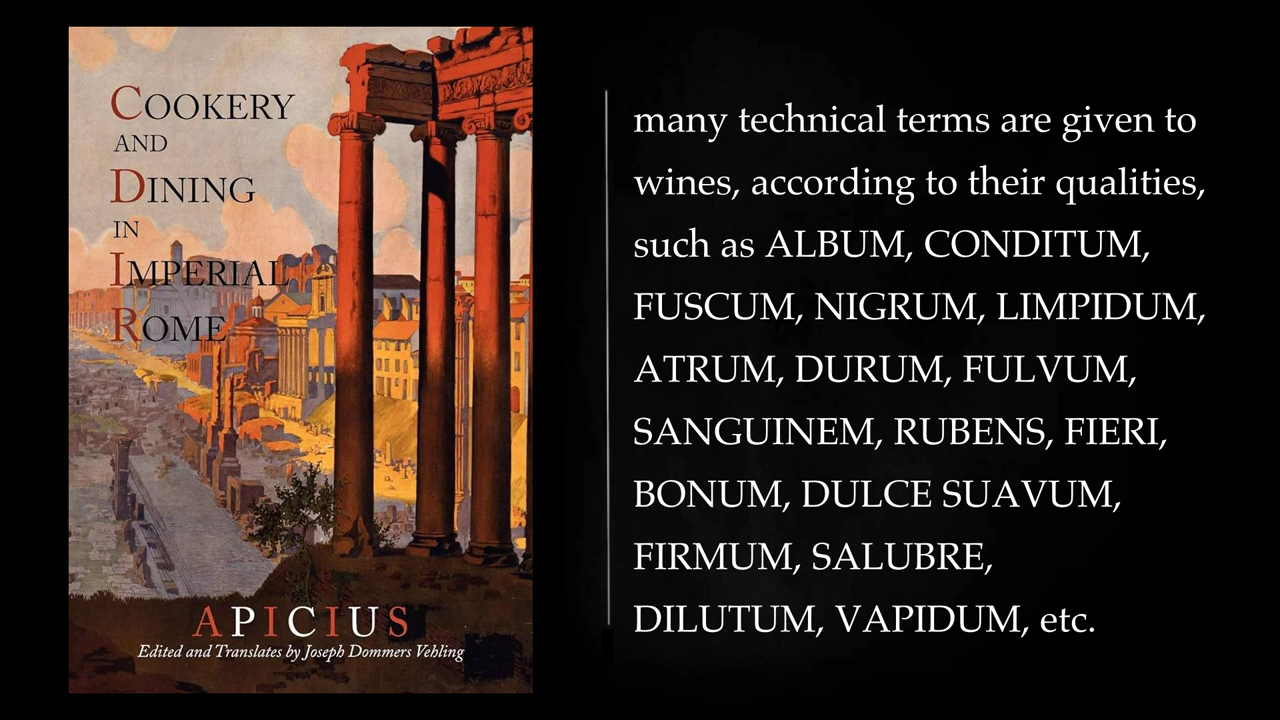 COOKERY
AND
DINING
IN
IMPERIAL
ROME
APICIUS
Edited and Translates by Joseph Dommers Vehling
many technical terms are given to
wines, according to their qualities,
such as ALBUM, CONDITUM,
FUSCUM, NIGRUM, LIMPIDUM,
ATRUM, DURUM, FULVUM,
SANGUINEM, RUBENS, FIERI,
BONUM, DULCE SUAVUM,
FIRMUM, SALUBRE,
DILUTUM, VAPIDUM, etc.